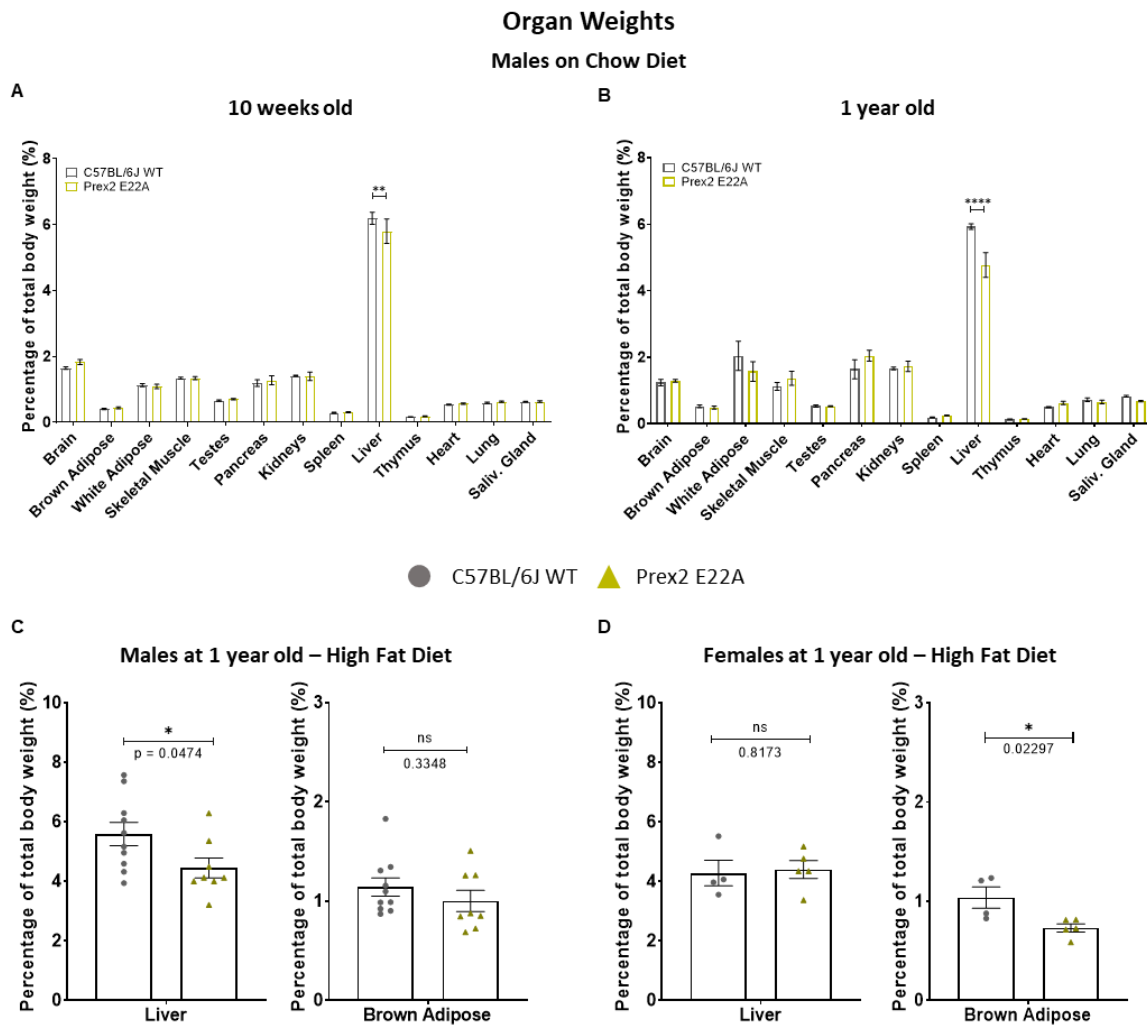 Organ Weights
Males on Chow Diet
A
10 weeks old
Percentage of total body weight (%)
8
6
4
2
0
C57BL/6J WT
Prex2 E22A
**
Brain
Brown Adipose
White Adipose
Skeletal Muscle
Testes
Pancreas
Kidneys
Spleen
Liver
Thymus
Heart
Lung
Saliv. Gland
B
1 year old
Percentage of total body weight (%)
8
6
4
2
0
C57BL/6J WT
Prex2 E22A
****
Brain
Brown Adipose
White Adipose
Skeletal Muscle
Testes
Pancreas
Kidneys
Spleen
Liver
Thymus
Heart
Lung
Saliv. Gland
C57BL/6J WT
Prex2 E22A
C
Males at 1 year old – High Fat Diet
Percentage of total body weight (%)
10
8
6
4
2
0
*
p = 0.0474
Liver
Percentage of total body weight (%)
3
2
1
0
ns
0.3348
Brown Adipose
D
Females at 1 year old – High Fat Diet
Percentage of total body weight (%)
10
8
6
4
2
0
ns
0.8173
Liver
Percentage of total body weight (%)
3
2
1
0
*
0.02297
Brown Adipose